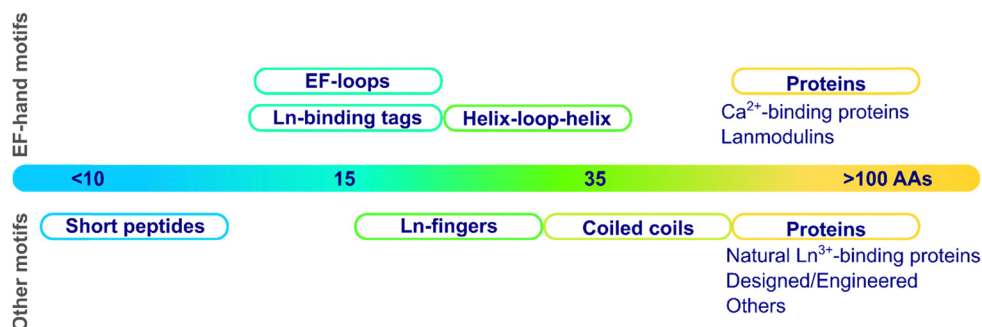 EF-hand motifs
EF-loops
Proteins
Ln-binding tags
Helix-loop-helix
Ca²⁺-binding proteins
Lanmodulins
<10 15 35 >100 AAs
Other motifs
Short peptides
Ln-fingers
Coiled coils
Proteins
Natural Ln³⁺-binding proteins
Designed/Engineered
Others